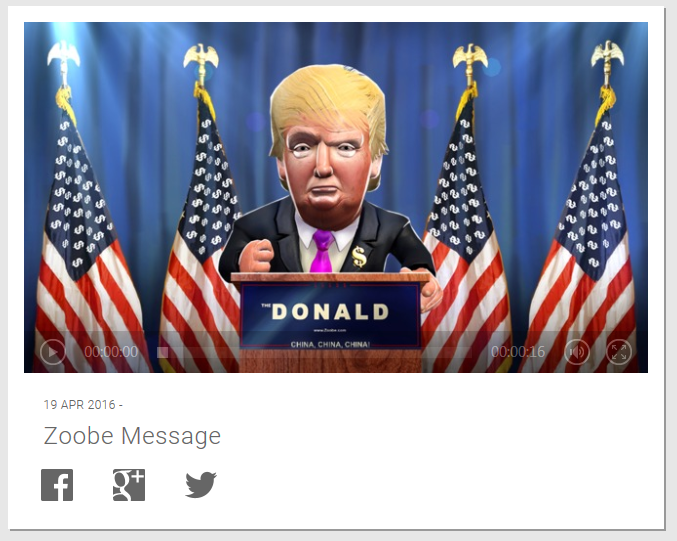 THE DONALD
www.Zoobe.com
CHINA, CHINA, CHINA!
00:00:00
00:00:16
19 APR 2016 -
Zoobe Message